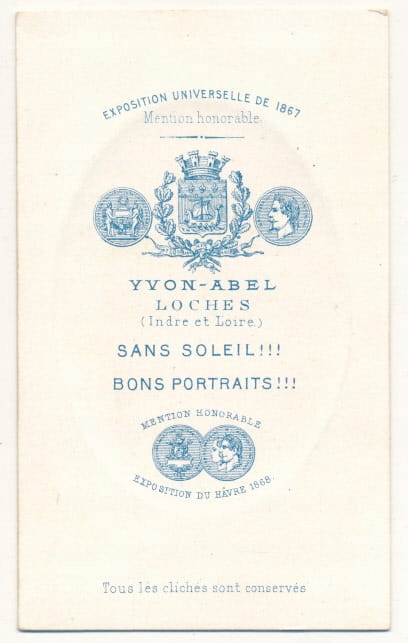 EXPOSITION UNIVERSELLE DE 1867
Mention honorable.
YVON-ABEL
LOCHES
(Indre et Loire.)
SANS SOLEIL!!!
BONS PORTRAITS!!!
MENTION HONORABLE
EXPOSITION DU HÂVRE 1868.
Tous les clichés sont conservés